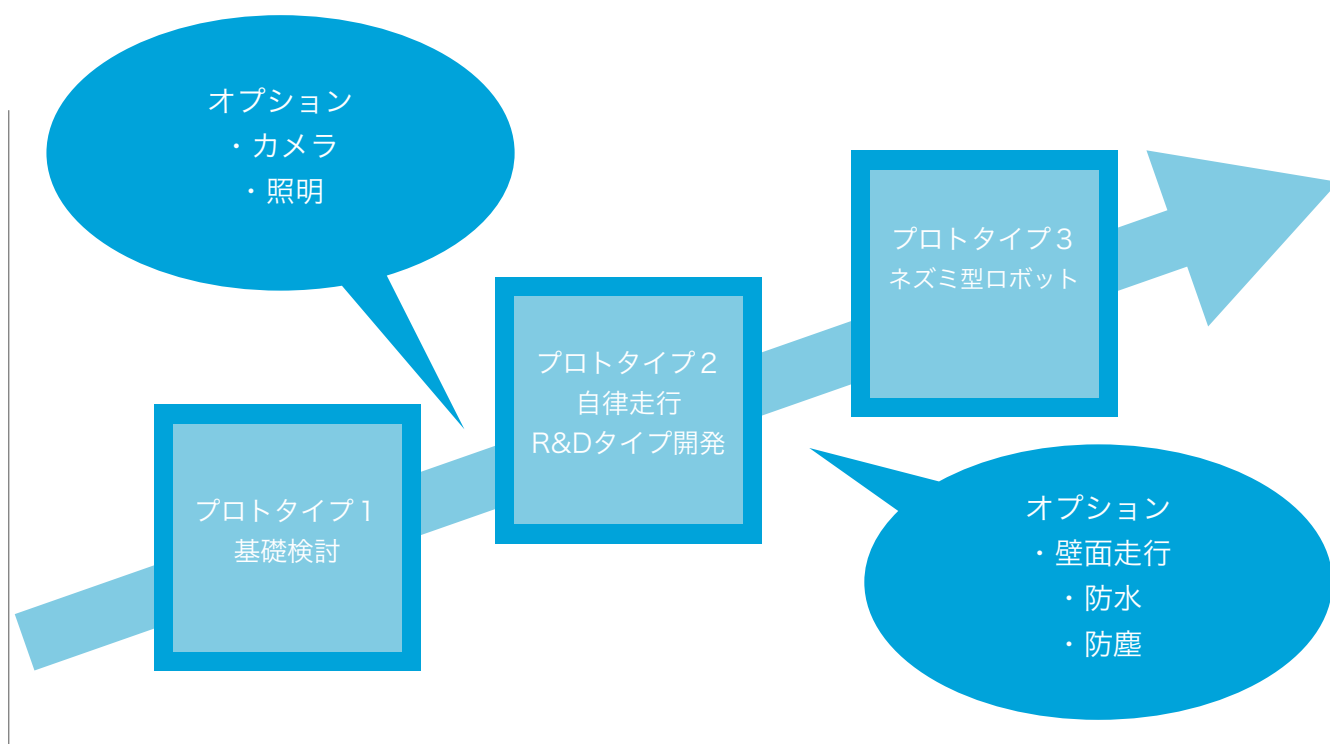 オプション
・カメラ
・照明
プロトタイプ１
基礎検討
プロトタイプ２
自律走行
R&Dタイプ開発
プロトタイプ３
ネズミ型ロボット
オプション
・壁面走行
・防水
・防塵